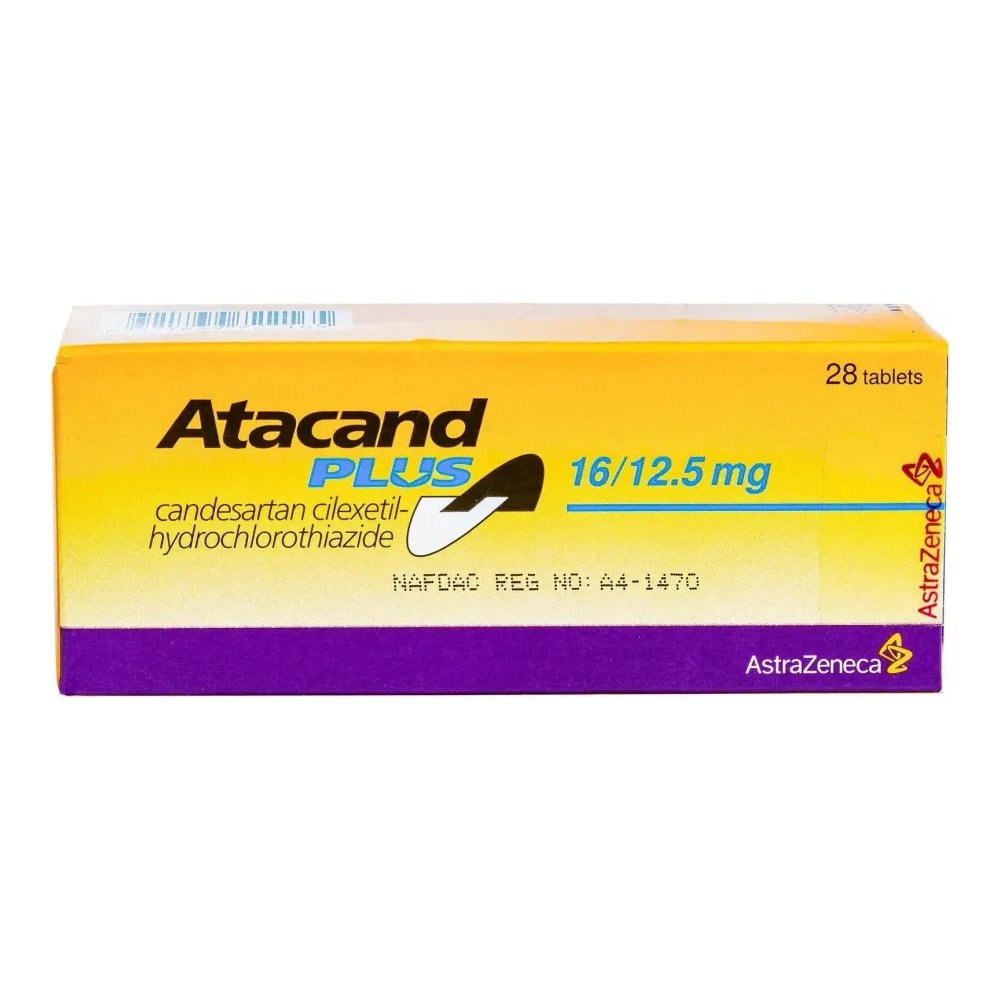 28 tablets
Atacand
PLUS
16/12.5 mg
candesartan cilexetil-
hydrochlorothiazide
NAFDAC REG NO: A4-1470
AstraZeneca
AstraZeneca